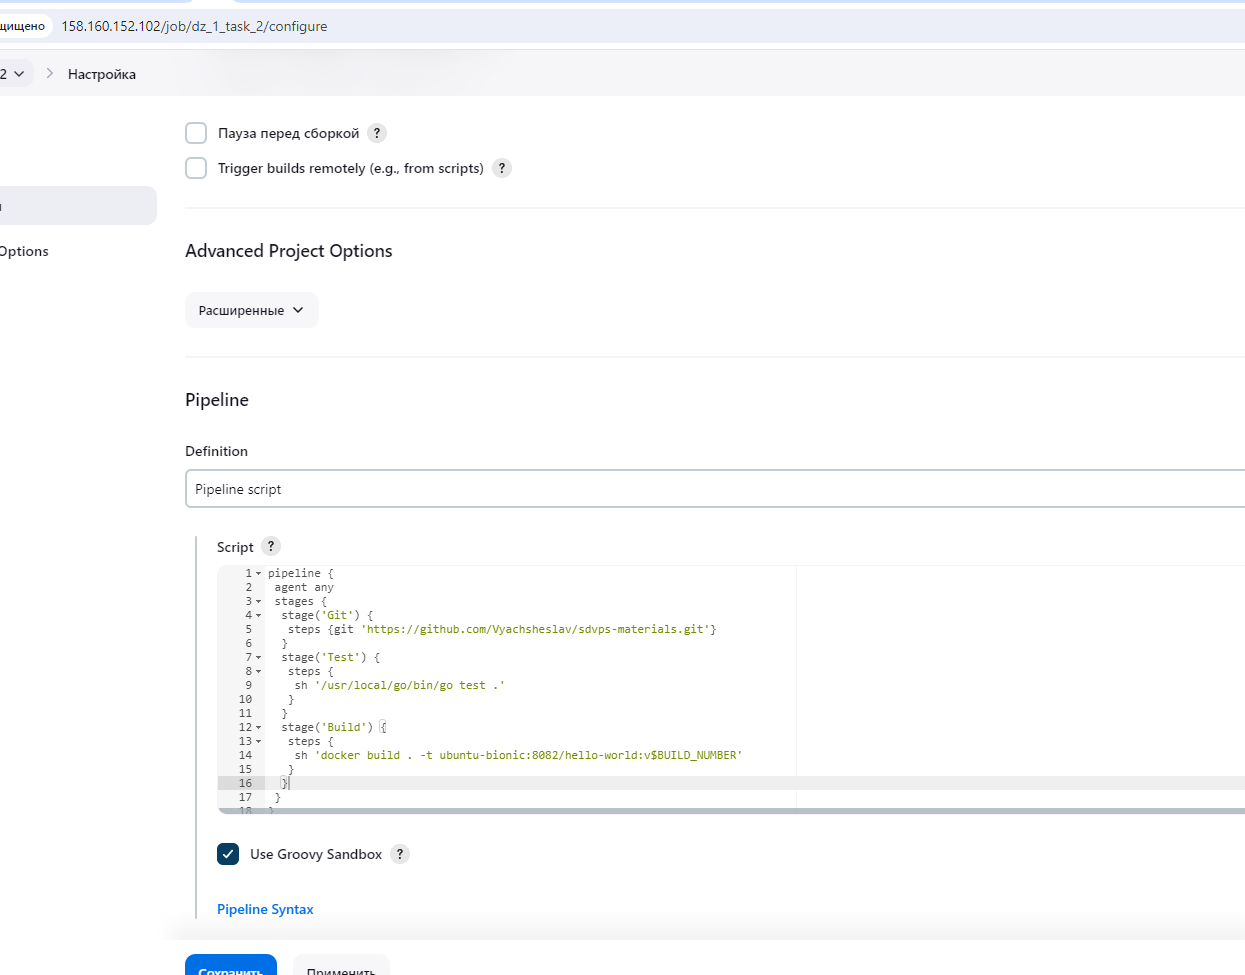 158.160.152.102/job/dz_1_task_2/configure
2 Настройка
Пауза перед сборкой ?
Trigger builds remotely (e.g., from scripts) ?
Options
Advanced Project Options
Расширенные
Pipeline
Definition
Pipeline script
Script ?
1 pipeline {
2 agent any
3 stages {
4 stage('Git') {
5 steps {git 'https://github.com/Vyachsheslav/sdvps-materials.git'}
6 }
7 stage('Test') {
8 steps {
9 sh '/usr/local/go/bin/go test .'
10 }
11 }
12 stage('Build') {
13 steps {
14 sh 'docker build . -t ubuntu-bionic:8082/hello-world:v$BUILD_NUMBER'
15 }
16 }
17 }
18 }
Use Groovy Sandbox ?
Pipeline Syntax
Сохранить Применить